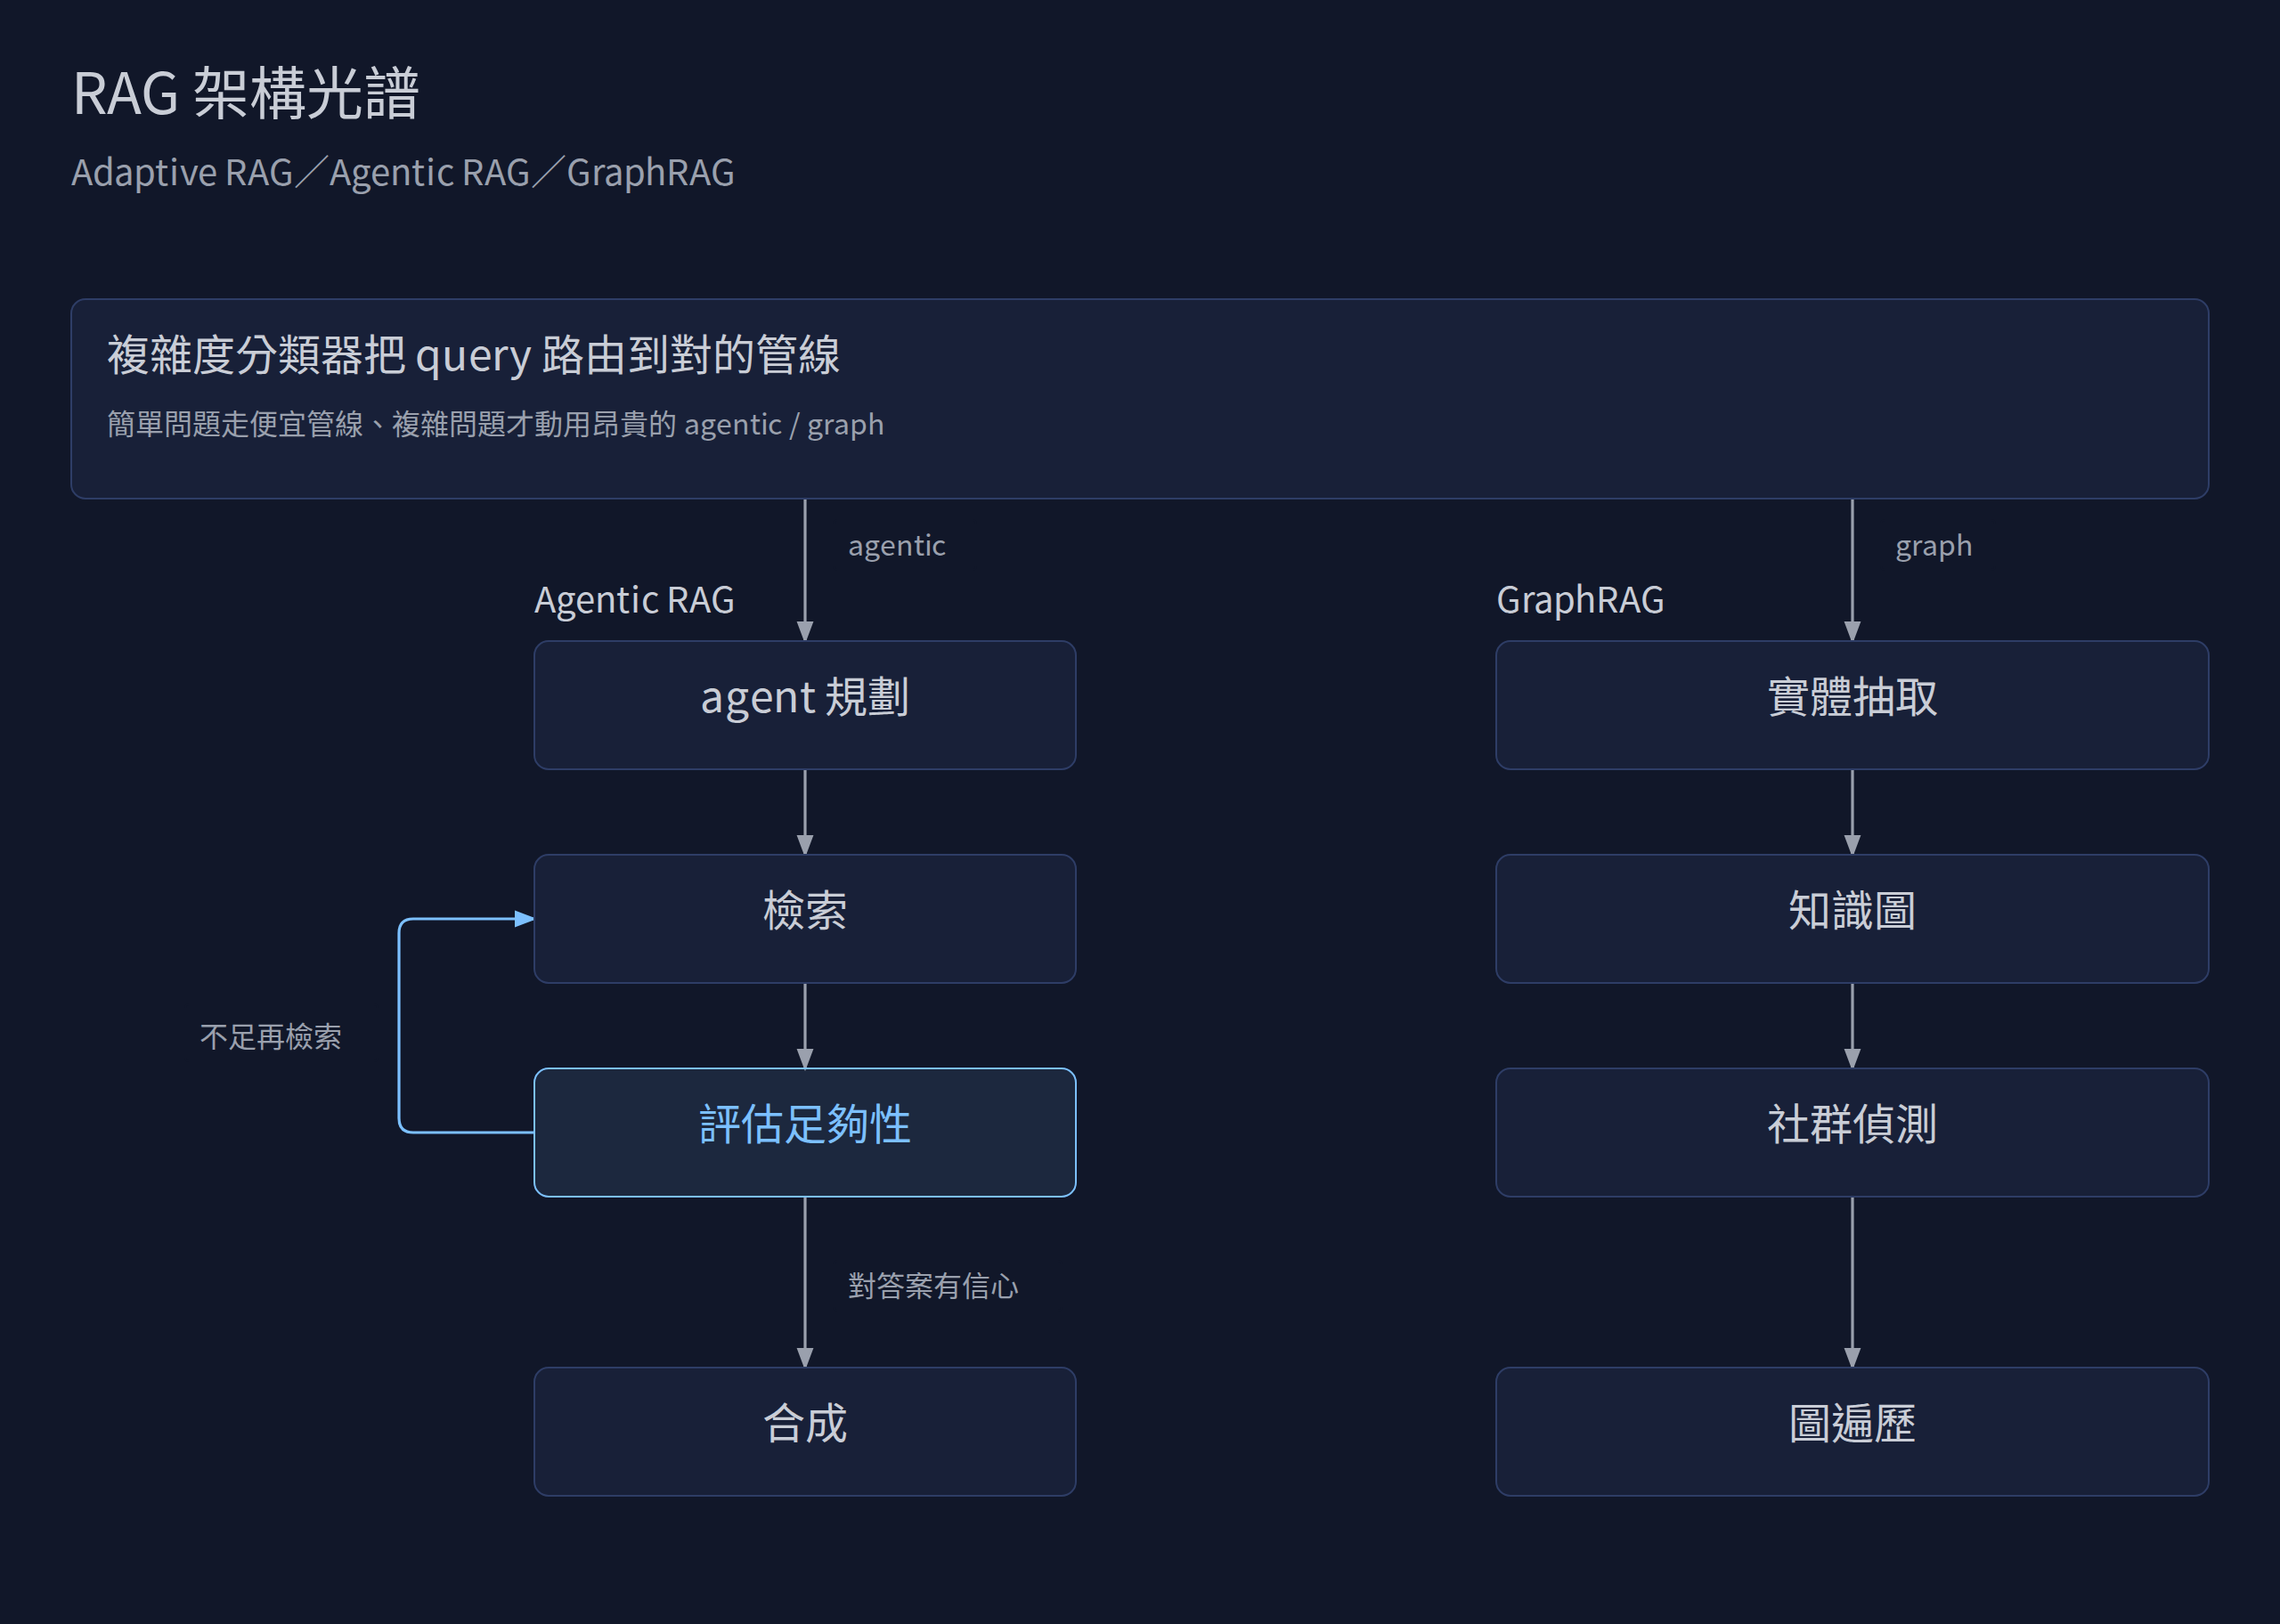 RAG 架構光譜
Adaptive RAG／Agentic RAG／GraphRAG
複雜度分類器把 query 路由到對的管線
簡單問題走便宜管線、複雜問題才動用昂貴的 agentic / graph
agentic
graph
Agentic RAG
GraphRAG
agent 規劃
實體抽取
檢索
知識圖
不足再檢索
評估足夠性
社群偵測
對答案有信心
合成
圖遍歷